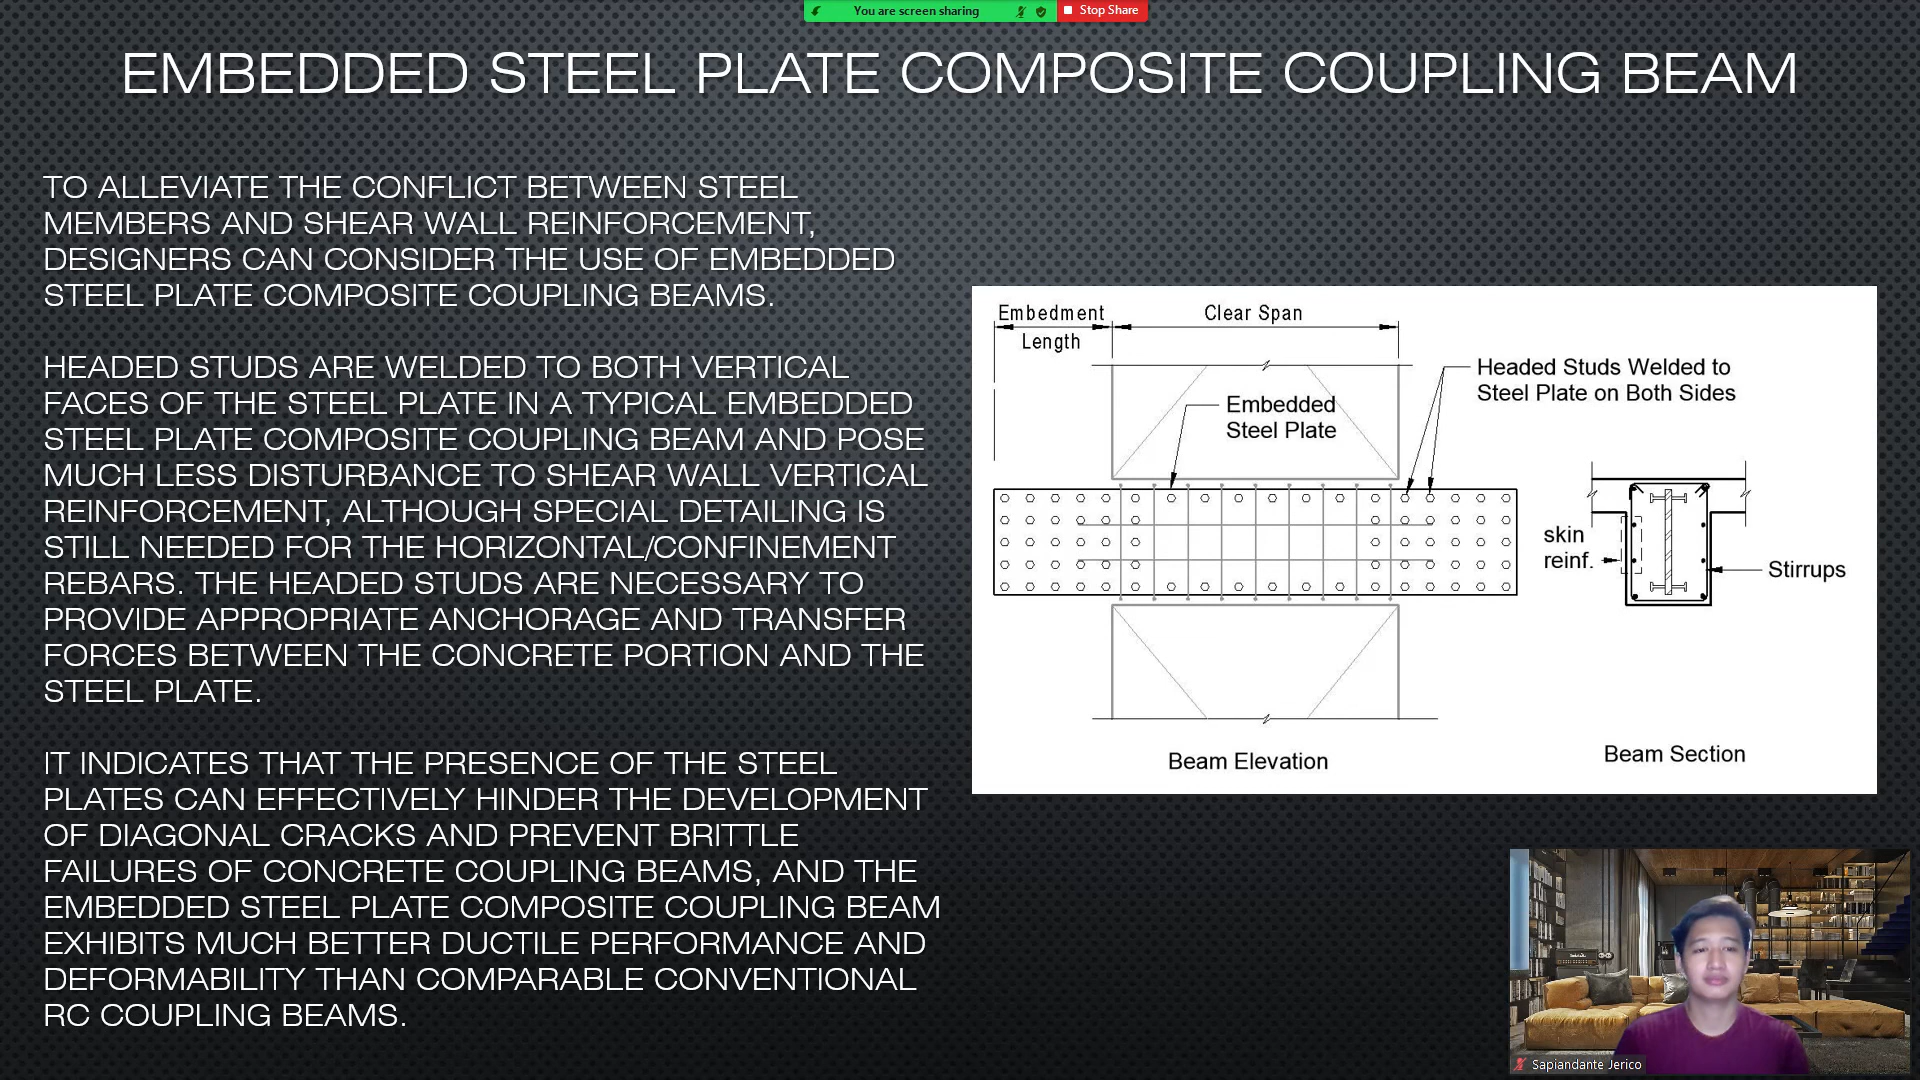 You are screen sharing
Stop Share
EMBEDDED STEEL PLATE COMPOSITE COUPLING BEAM
TO ALLEVIATE THE CONFLICT BETWEEN STEEL
MEMBERS AND SHEAR WALL REINFORCEMENT,
DESIGNERS CAN CONSIDER THE USE OF EMBEDDED
STEEL PLATE COMPOSITE COUPLING BEAMS.
HEADED STUDS ARE WELDED TO BOTH VERTICAL
FACES OF THE STEEL PLATE IN A TYPICAL EMBEDDED
STEEL PLATE COMPOSITE COUPLING BEAM AND POSE
MUCH LESS DISTURBANCE TO SHEAR WALL VERTICAL
REINFORCEMENT, ALTHOUGH SPECIAL DETAILING IS
STILL NEEDED FOR THE HORIZONTAL/CONFINEMENT
REBARS. THE HEADED STUDS ARE NECESSARY TO
PROVIDE APPROPRIATE ANCHORAGE AND TRANSFER
FORCES BETWEEN THE CONCRETE PORTION AND THE
STEEL PLATE.
IT INDICATES THAT THE PRESENCE OF THE STEEL
PLATES CAN EFFECTIVELY HINDER THE DEVELOPMENT
OF DIAGONAL CRACKS AND PREVENT BRITTLE
FAILURES OF CONCRETE COUPLING BEAMS, AND THE
EMBEDDED STEEL PLATE COMPOSITE COUPLING BEAM
EXHIBITS MUCH BETTER DUCTILE PERFORMANCE AND
DEFORMABILITY THAN COMPARABLE CONVENTIONAL
RC COUPLING BEAMS.
Embedment
Length
Clear Span
Embedded
Steel Plate
Headed Studs Welded to
Steel Plate on Both Sides
skin
reinf.
Stirrups
Beam Elevation
Beam Section
Sapiandante Jerico